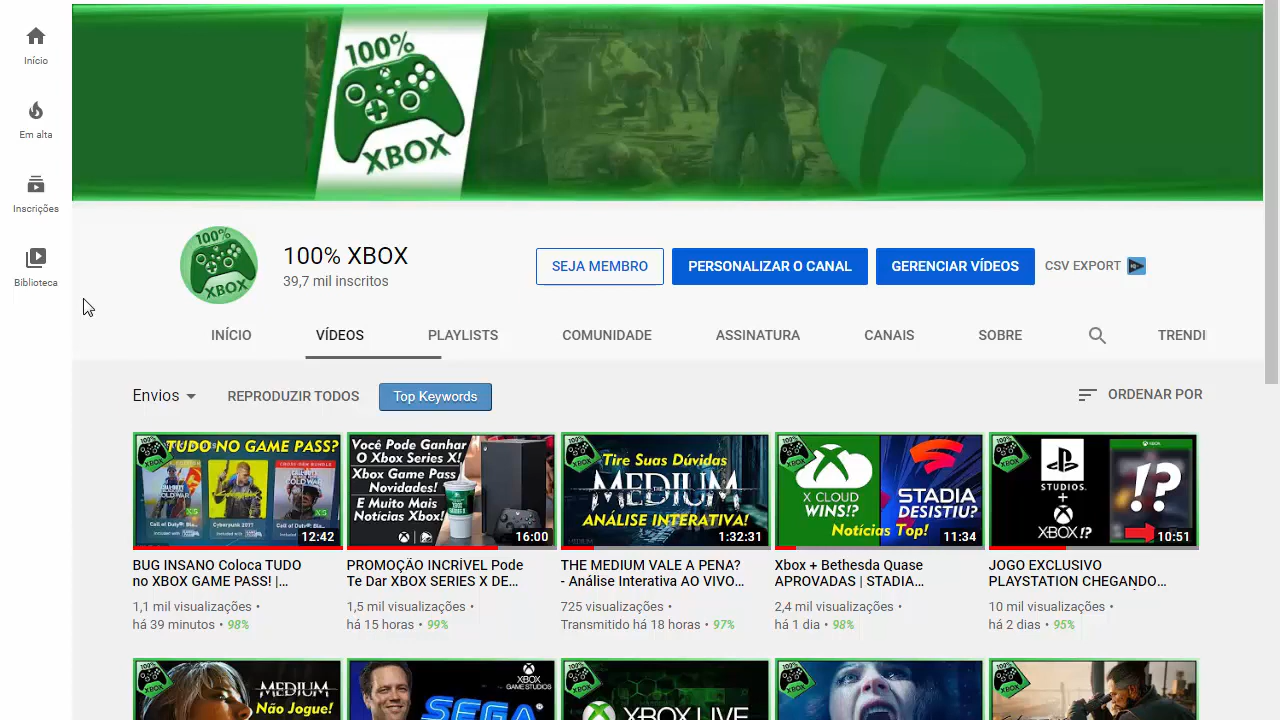 Início
Em alta
Inscrições
Biblioteca
100%
XBOX
100%
XBOX
100% XBOX
39,7 mil inscritos
SEJA MEMBRO
PERSONALIZAR O CANAL
GERENCIAR VÍDEOS
CSV EXPORT
INÍCIO
VÍDEOS
PLAYLISTS
COMUNIDADE
ASSINATURA
CANAIS
SOBRE
TRENDI
Envios
REPRODUZIR TODOS
Top Keywords
ORDENAR POR
TUDO NO GAME PASS?
12:42
Você Pode Ganhar
O Xbox Series X!
Xbox Game Pass
Novidades!
E Muito Mais
Notícias Xbox!
16:00
Tire Suas Dúvidas
MEDIUM
ANÁLISE INTERATIVA!
1:32:31
X CLOUD
WINS!?
STADIA
DESISTIU?
Notícias Top!
11:34
STUDIOS.
+
XBOX!?
!?
10:51
BUG INSANO Coloca TUDO
no XBOX GAME PASS! |...
PROMOÇÃO INCRÍVEL Pode
Te Dar XBOX SERIES X DE...
THE MEDIUM VALE A PENA?
- Análise Interativa AO VIVO...
Xbox + Bethesda Quase
APROVADAS | STADIA...
JOGO EXCLUSIVO
PLAYSTATION CHEGANDO...
1,1 mil visualizações •
há 39 minutos • 98%
1,5 mil visualizações •
há 15 horas • 99%
725 visualizações •
Transmitido há 18 horas • 97%
2,4 mil visualizações •
há 1 dia • 98%
10 mil visualizações •
há 2 dias • 95%
MEDIUM
Não Jogue!
XBOX
GAME STUDIOS
SEGA
XBOX LIVE